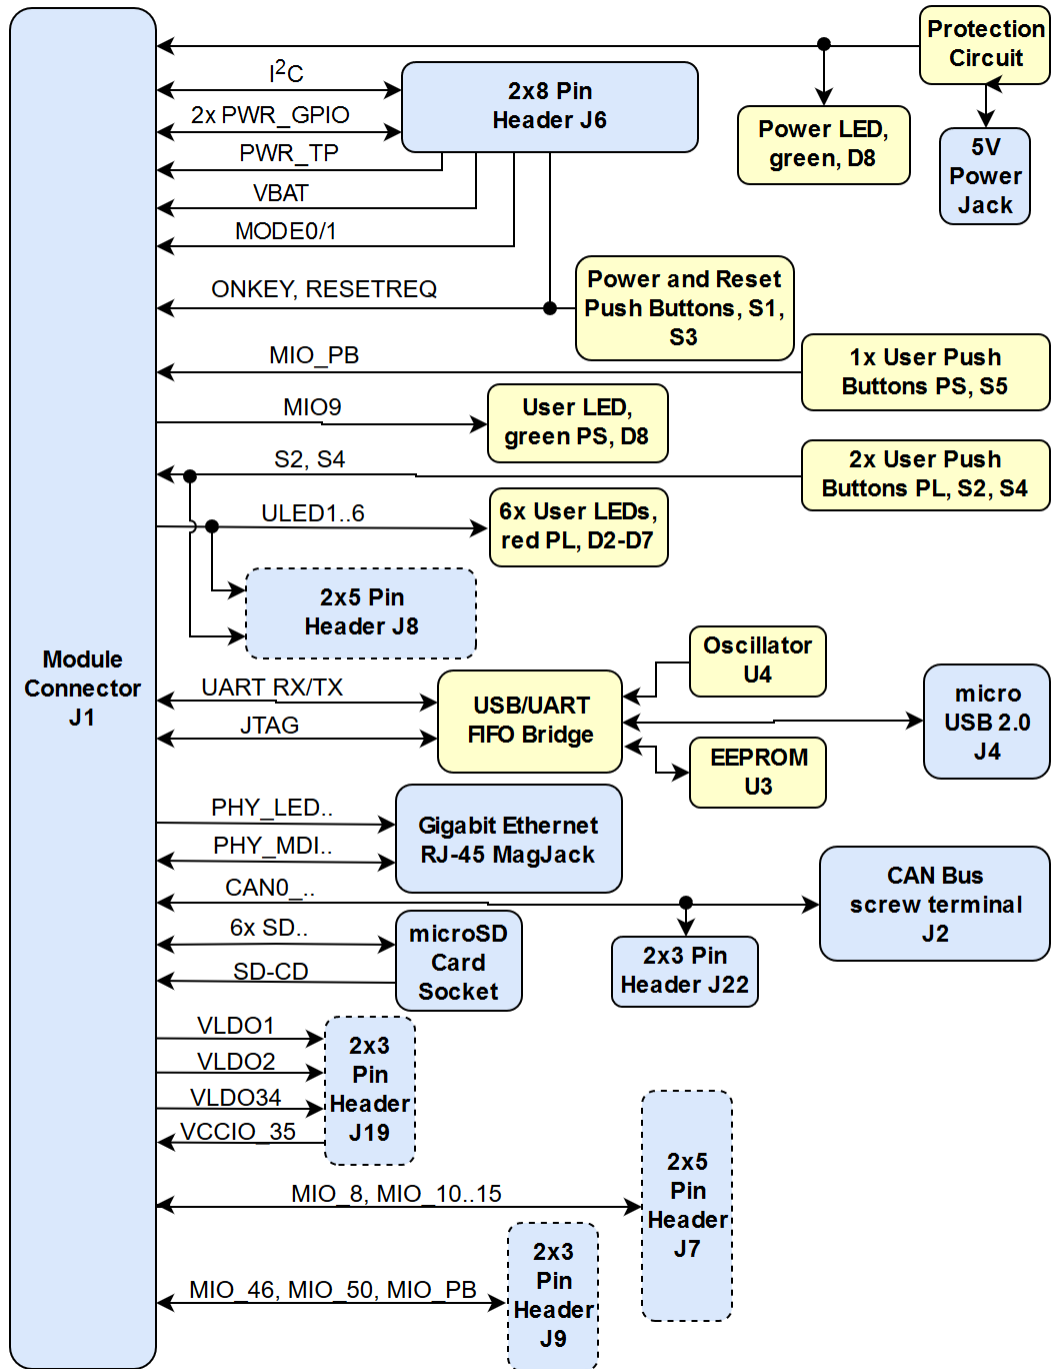 Protection
Circuit
I²C
2x8 Pin
Header J6
2x PWR_GPIO
Power LED,
green, D8
5V
Power
Jack
PWR_TP
VBAT
MODE0/1
ONKEY, RESETREQ
Power and Reset
Push Buttons, S1,
S3
MIO_PB
1x User Push
Buttons PS, S5
MIO9
User LED,
green PS, D8
S2, S4
2x User Push
Buttons PL, S2, S4
ULED1..6
6x User LEDs,
red PL, D2-D7
2x5 Pin
Header J8
Module
Connector
J1
Oscillator
U4
UART RX/TX
USB/UART
FIFO Bridge
micro
USB 2.0
J4
JTAG
EEPROM
U3
PHY_LED..
Gigabit Ethernet
RJ-45 MagJack
PHY_MDI..
CAN0_..
CAN Bus
screw terminal
J2
6x SD..
microSD
Card
Socket
2x3 Pin
Header J22
SD-CD
VLDO1
VLDO2
VLDO34
VCCIO_35
2x3
Pin
Header
J19
MIO_8, MIO_10..15
2x5
Pin
Header
J7
MIO_46, MIO_50, MIO_PB
2x3
Pin
Header
J9